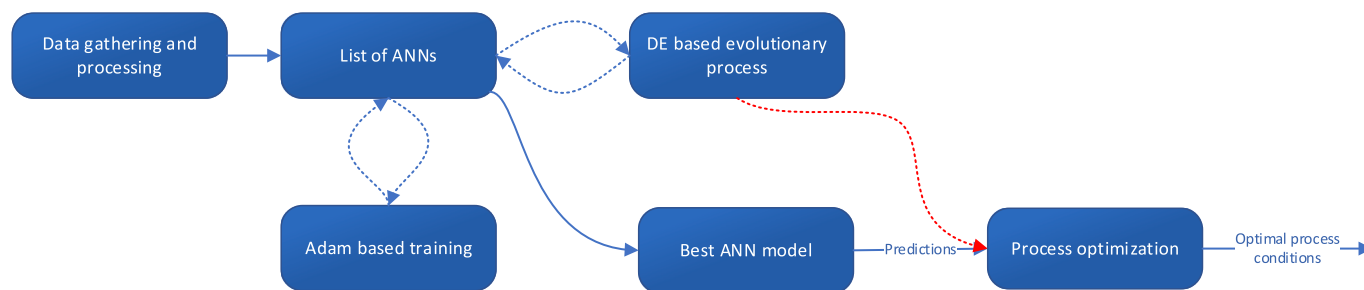 Data gathering and
processing
List of ANNs
DE based evolutionary
process
Adam based training
Best ANN model
Predictions
Process optimization
Optimal process
conditions